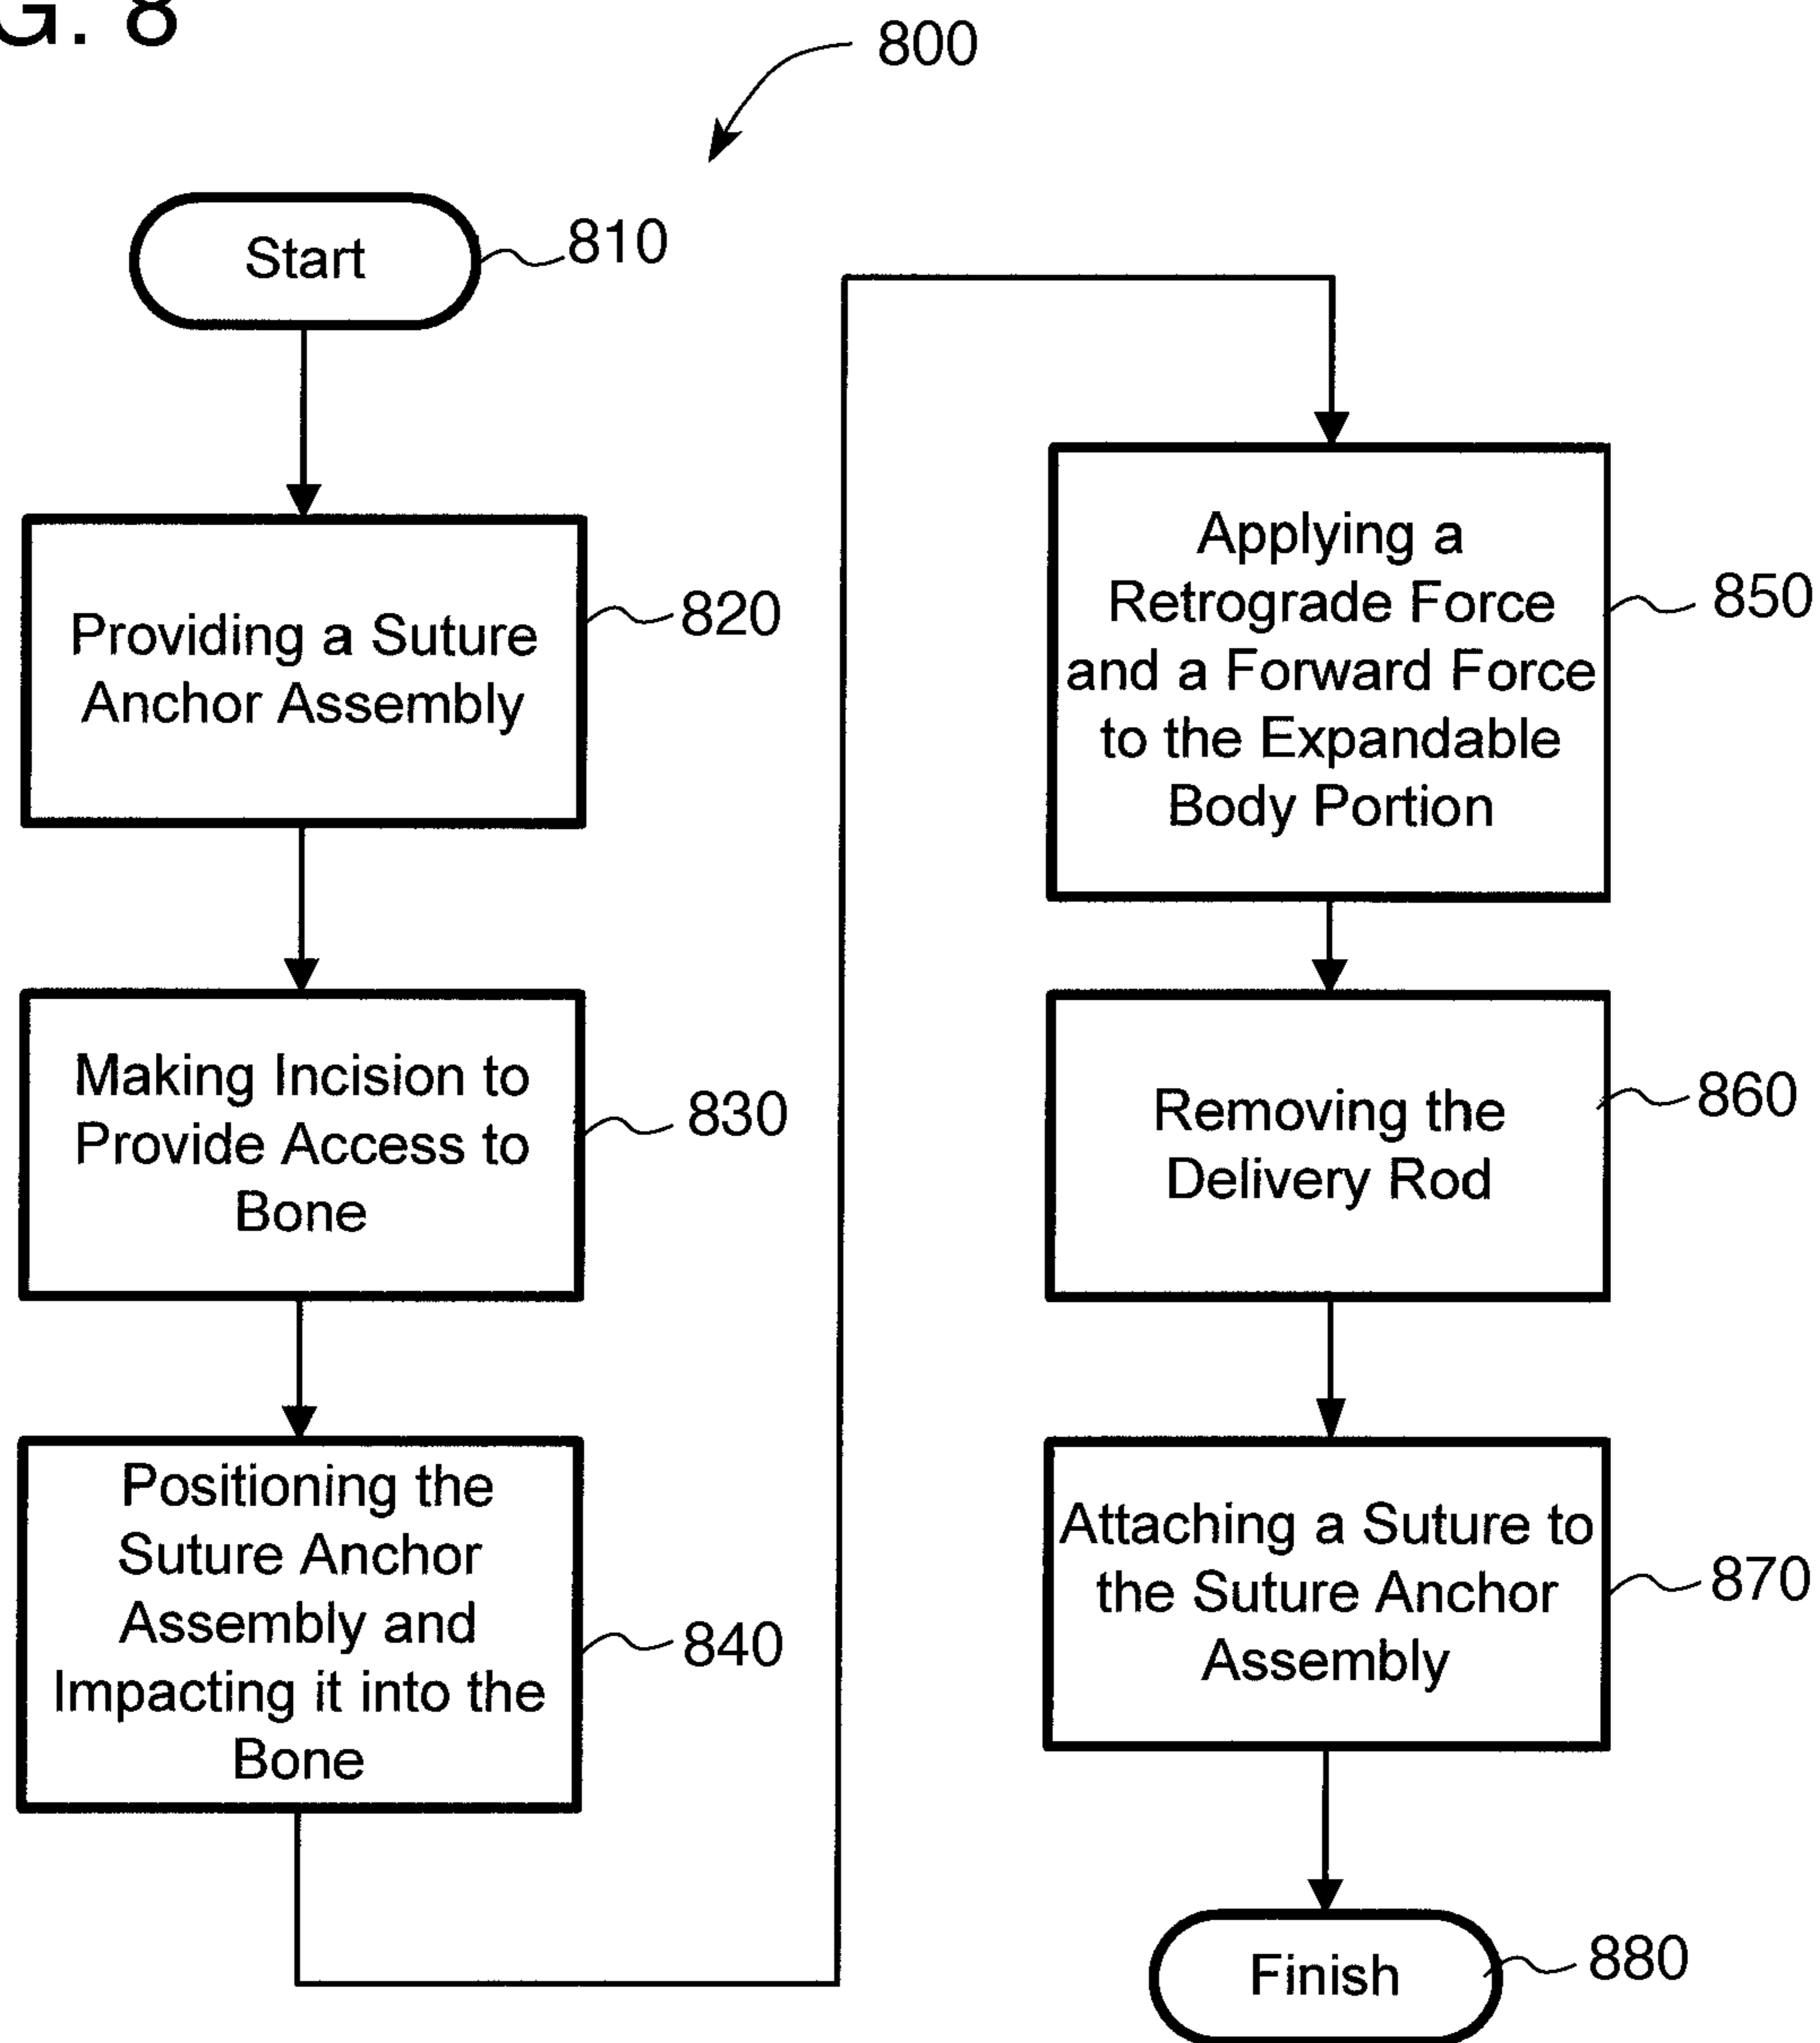 G. 8
800
Start
810
Providing a Suture
Anchor Assembly
820
Making Incision to
Provide Access to
Bone
830
Positioning the
Suture Anchor
Assembly and
Impacting it into the
Bone
840
Applying a
Retrograde Force
and a Forward Force
to the Expandable
Body Portion
850
Removing the
Delivery Rod
860
Attaching a Suture to
the Suture Anchor
Assembly
870
Finish
880